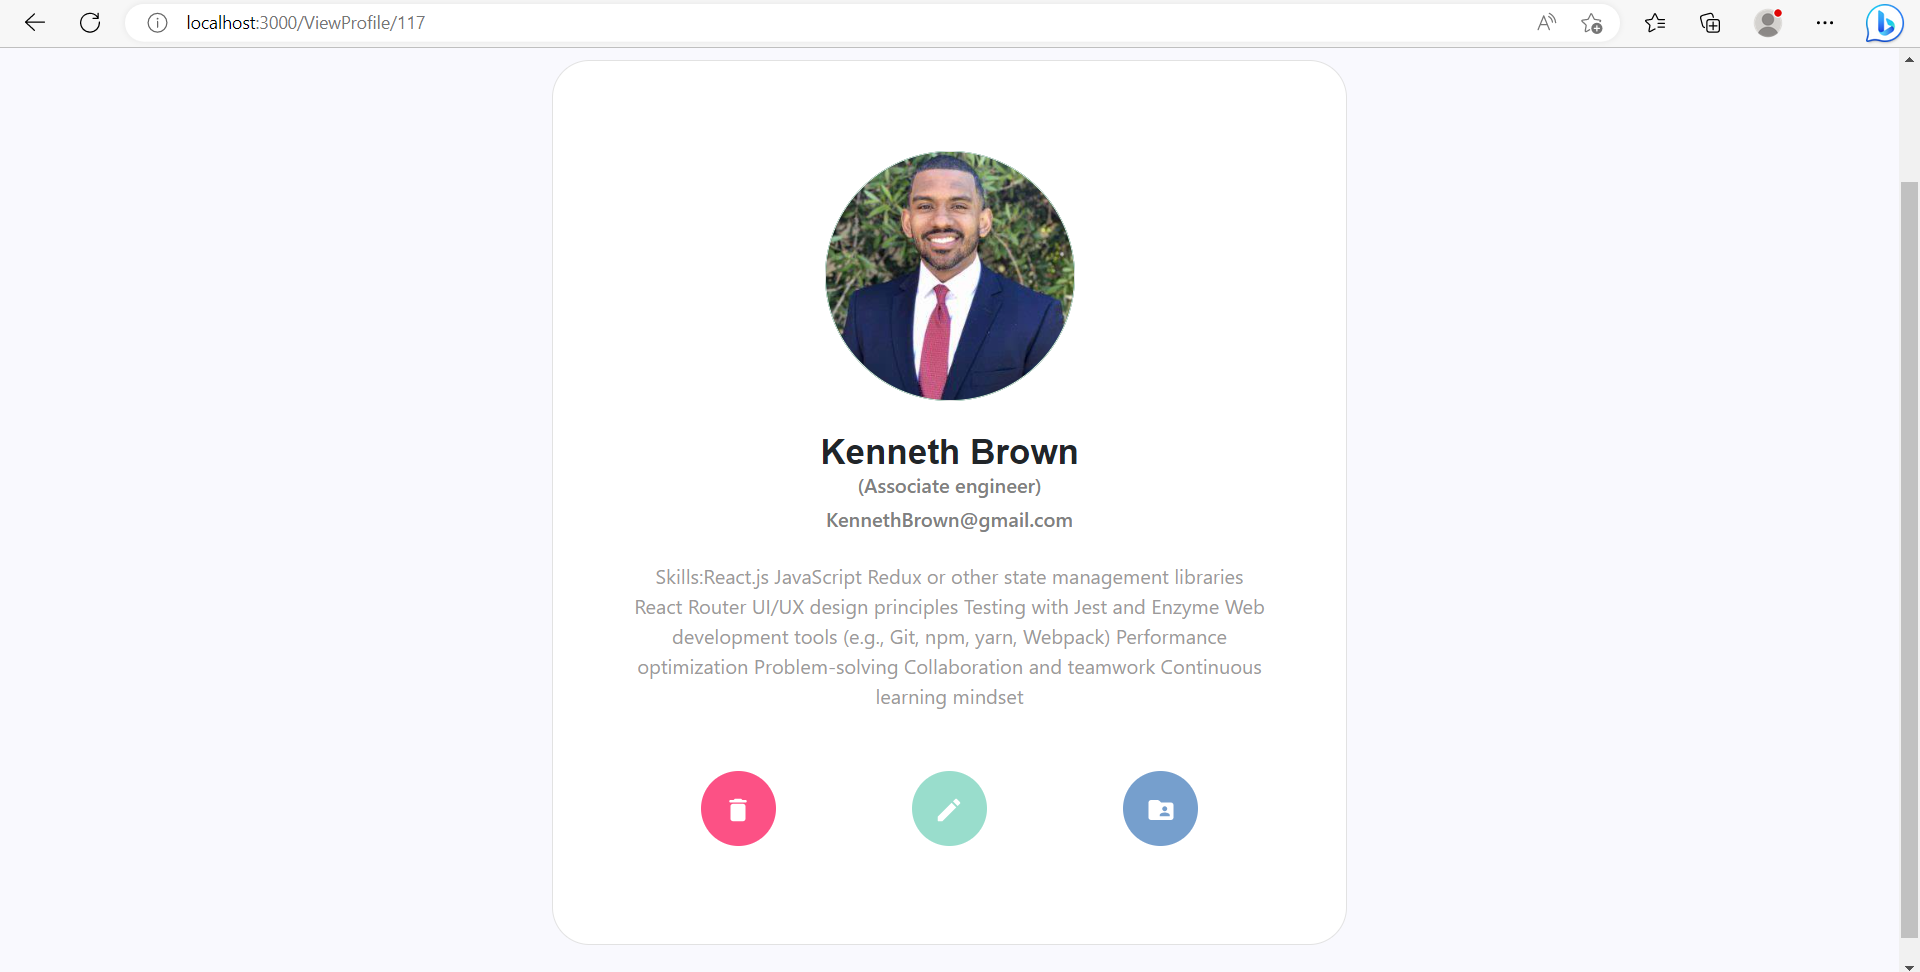 localhost:3000/ViewProfile/117
Kenneth Brown
(Associate engineer)
KennethBrown@gmail.com
Skills:React.js JavaScript Redux or other state management libraries
React Router UI/UX design principles Testing with Jest and Enzyme Web
development tools (e.g., Git, npm, yarn, Webpack) Performance
optimization Problem-solving Collaboration and teamwork Continuous
learning mindset